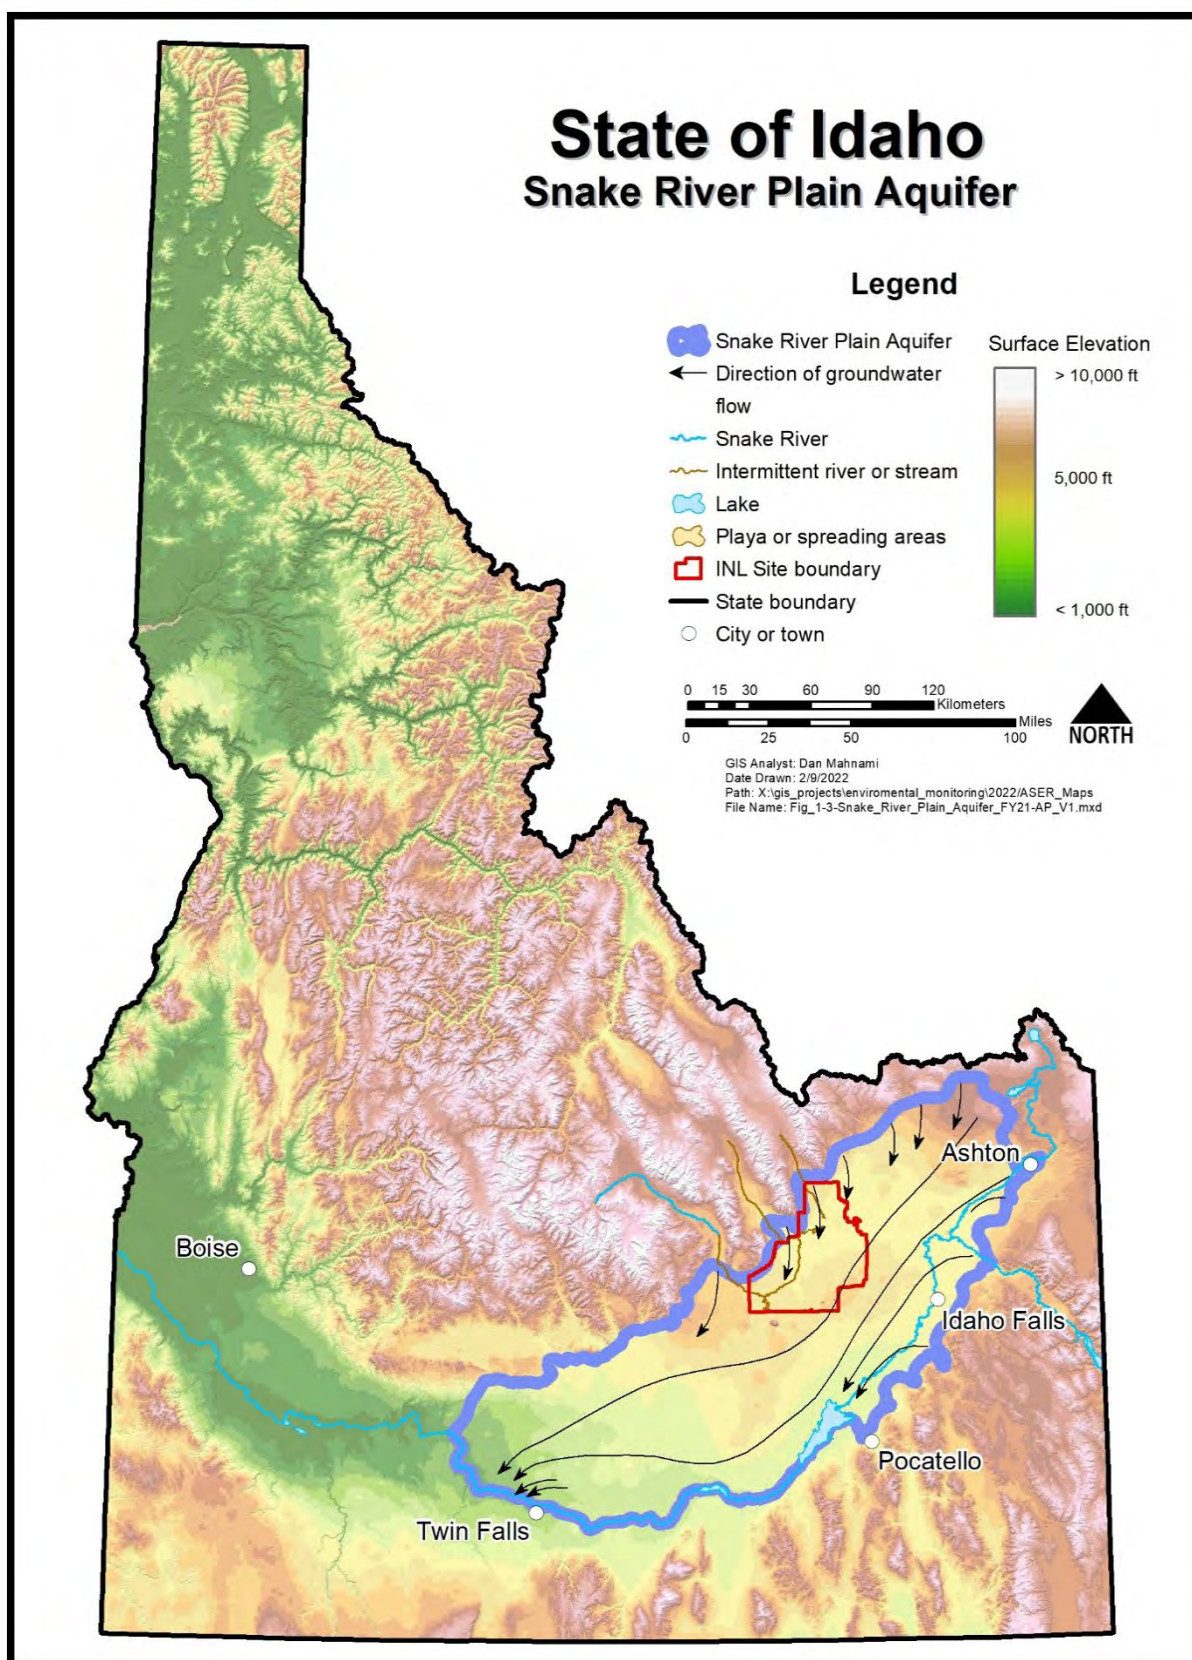 State of Idaho
Snake River Plain Aquifer
Legend
Snake River Plain Aquifer
Direction of groundwater
flow
Snake River
Intermittent river or stream
Lake
Playa or spreading areas
INL Site boundary
State boundary
City or town
Surface Elevation
> 10,000 ft
5,000 ft
< 1,000 ft
0 15 30 60 90 120
Kilometers
Miles
0 25 50 100
NORTH
GIS Analyst: Dan Mahnami
Date Drawn: 2/9/2022
Path: X:\gis_projects\enviromental_monitoring\2022/ASER_Maps
File Name: Fig_1-3-Snake_River_Plain_Aquifer_FY21-AP_V1.mxd
Ashton
Boise
Idaho Falls
Pocatello
Twin Falls